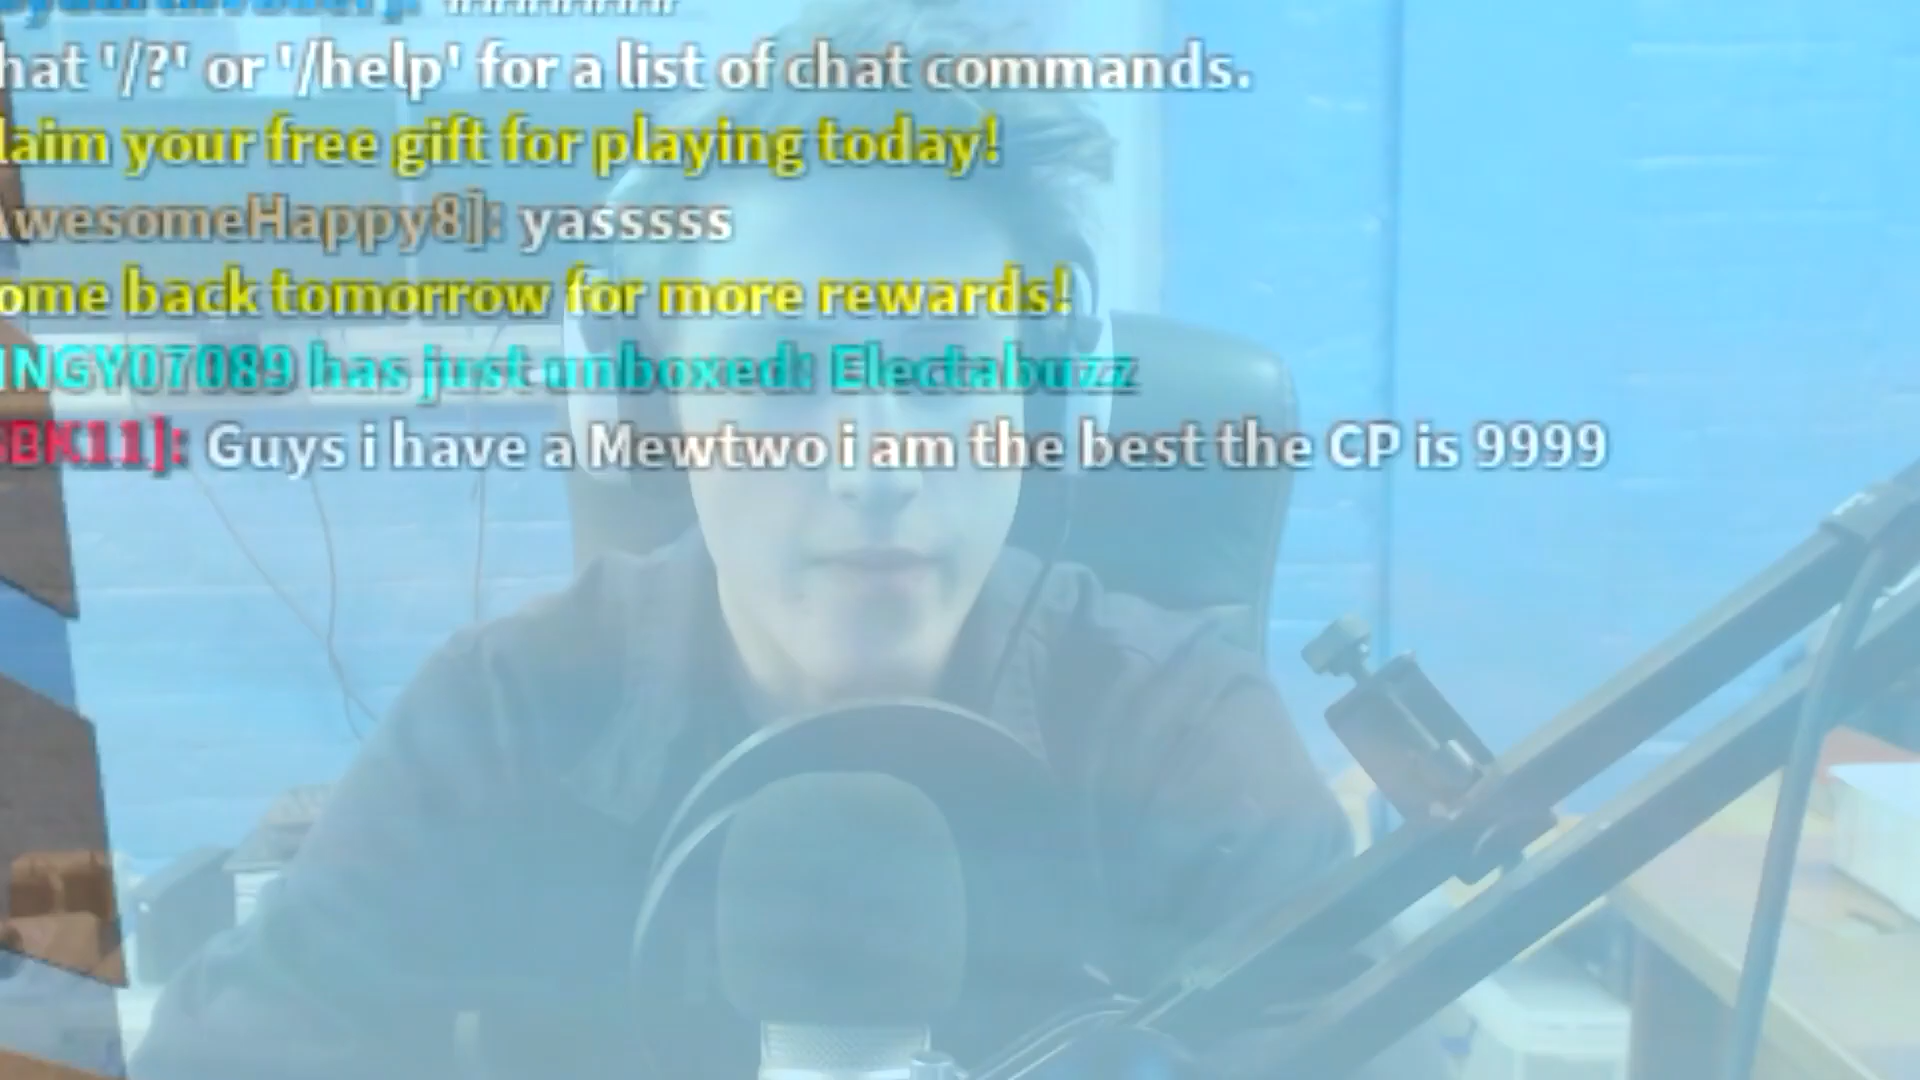 hat '/?' or '/help' for a list of chat commands.
laim your free gift for playing today!
AwesomeHappy8]: yasssss
ome back tomorrow for more rewards!
INGY07089 has just unboxed: Electabuzz
BK11]: Guys i have a Mewtwo i am the best the CP is 9999